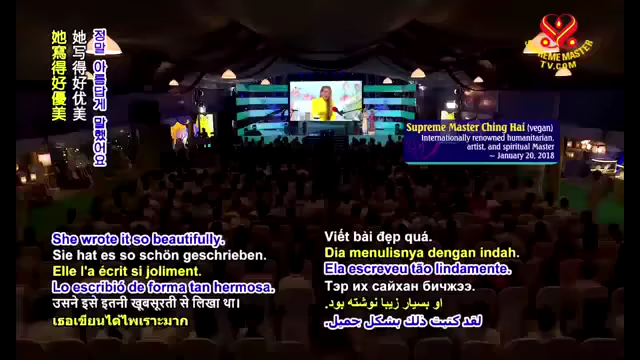 她寫得好優美
她写得好优美
정말 아름답게 말했어요
SUPREME MASTER
TV.COM
Supreme Master Ching Hai (vegan)
Internationally renowned humanitarian,
artist, and spiritual Master
~ January 20, 2018
She wrote it so beautifully.
Sie hat es so schön geschrieben.
Elle l'a écrit si joliment.
Lo escribió de forma tan hermosa.
उसने इसे इतनी खूबसूरती से लिखा था।
เธอเขียนได้ไพเราะมาก
Viết bài đẹp quá.
Dia menulisnya dengan indah.
Ela escreveu tão lindamente.
Тэр их сайхан бичжээ.
او بسیار زیبا نوشته بود.
لقد كتبت ذلك بشكل جميل.